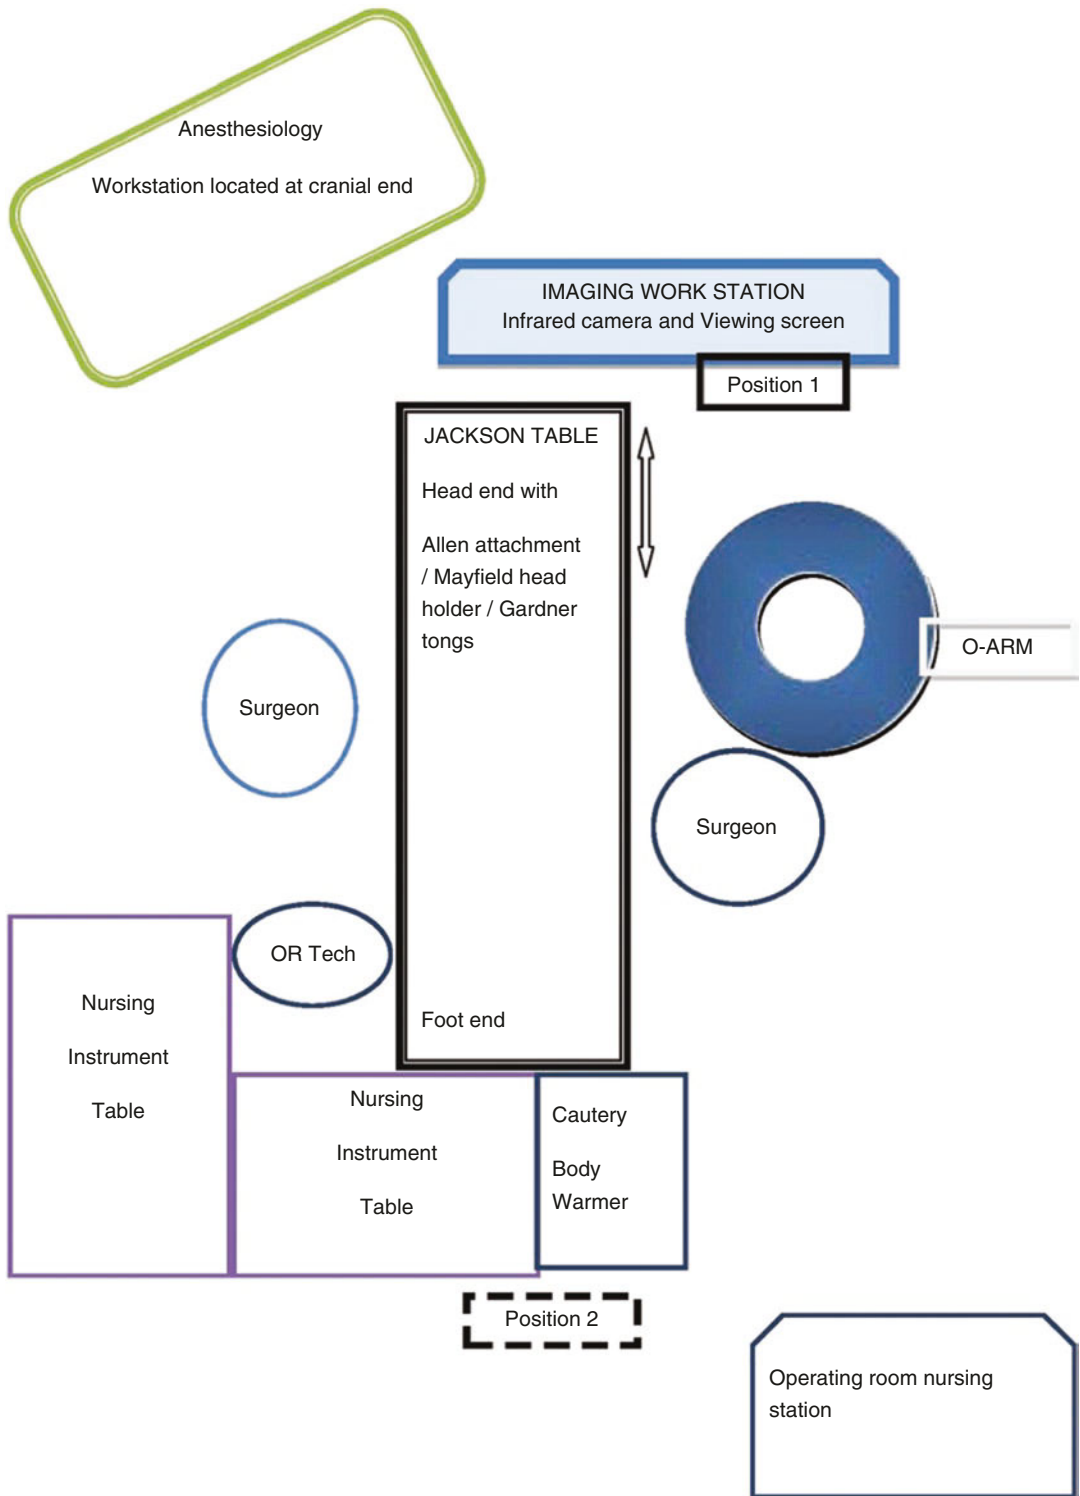 Anesthesiology
Workstation located at cranial end
IMAGING WORK STATION
Infrared camera and Viewing screen
Position 1
JACKSON TABLE
Head end with
Allen attachment
/ Mayfield head
holder / Gardner
tongs
O-ARM
Surgeon
Surgeon
OR Tech
Nursing
Instrument
Table
Foot end
Nursing
Instrument
Table
Cautery
Body
Warmer
Position 2
Operating room nursing
station